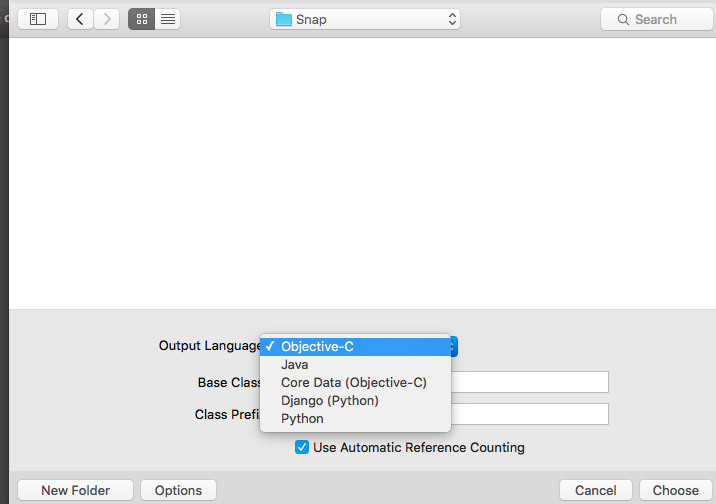 Snap
Search
Output Language
✓ Objective-C
Java
Core Data (Objective-C)
Django (Python)
Python
Base Clas
Class Prefi
Use Automatic Reference Counting
New Folder
Options
Cancel
Choose